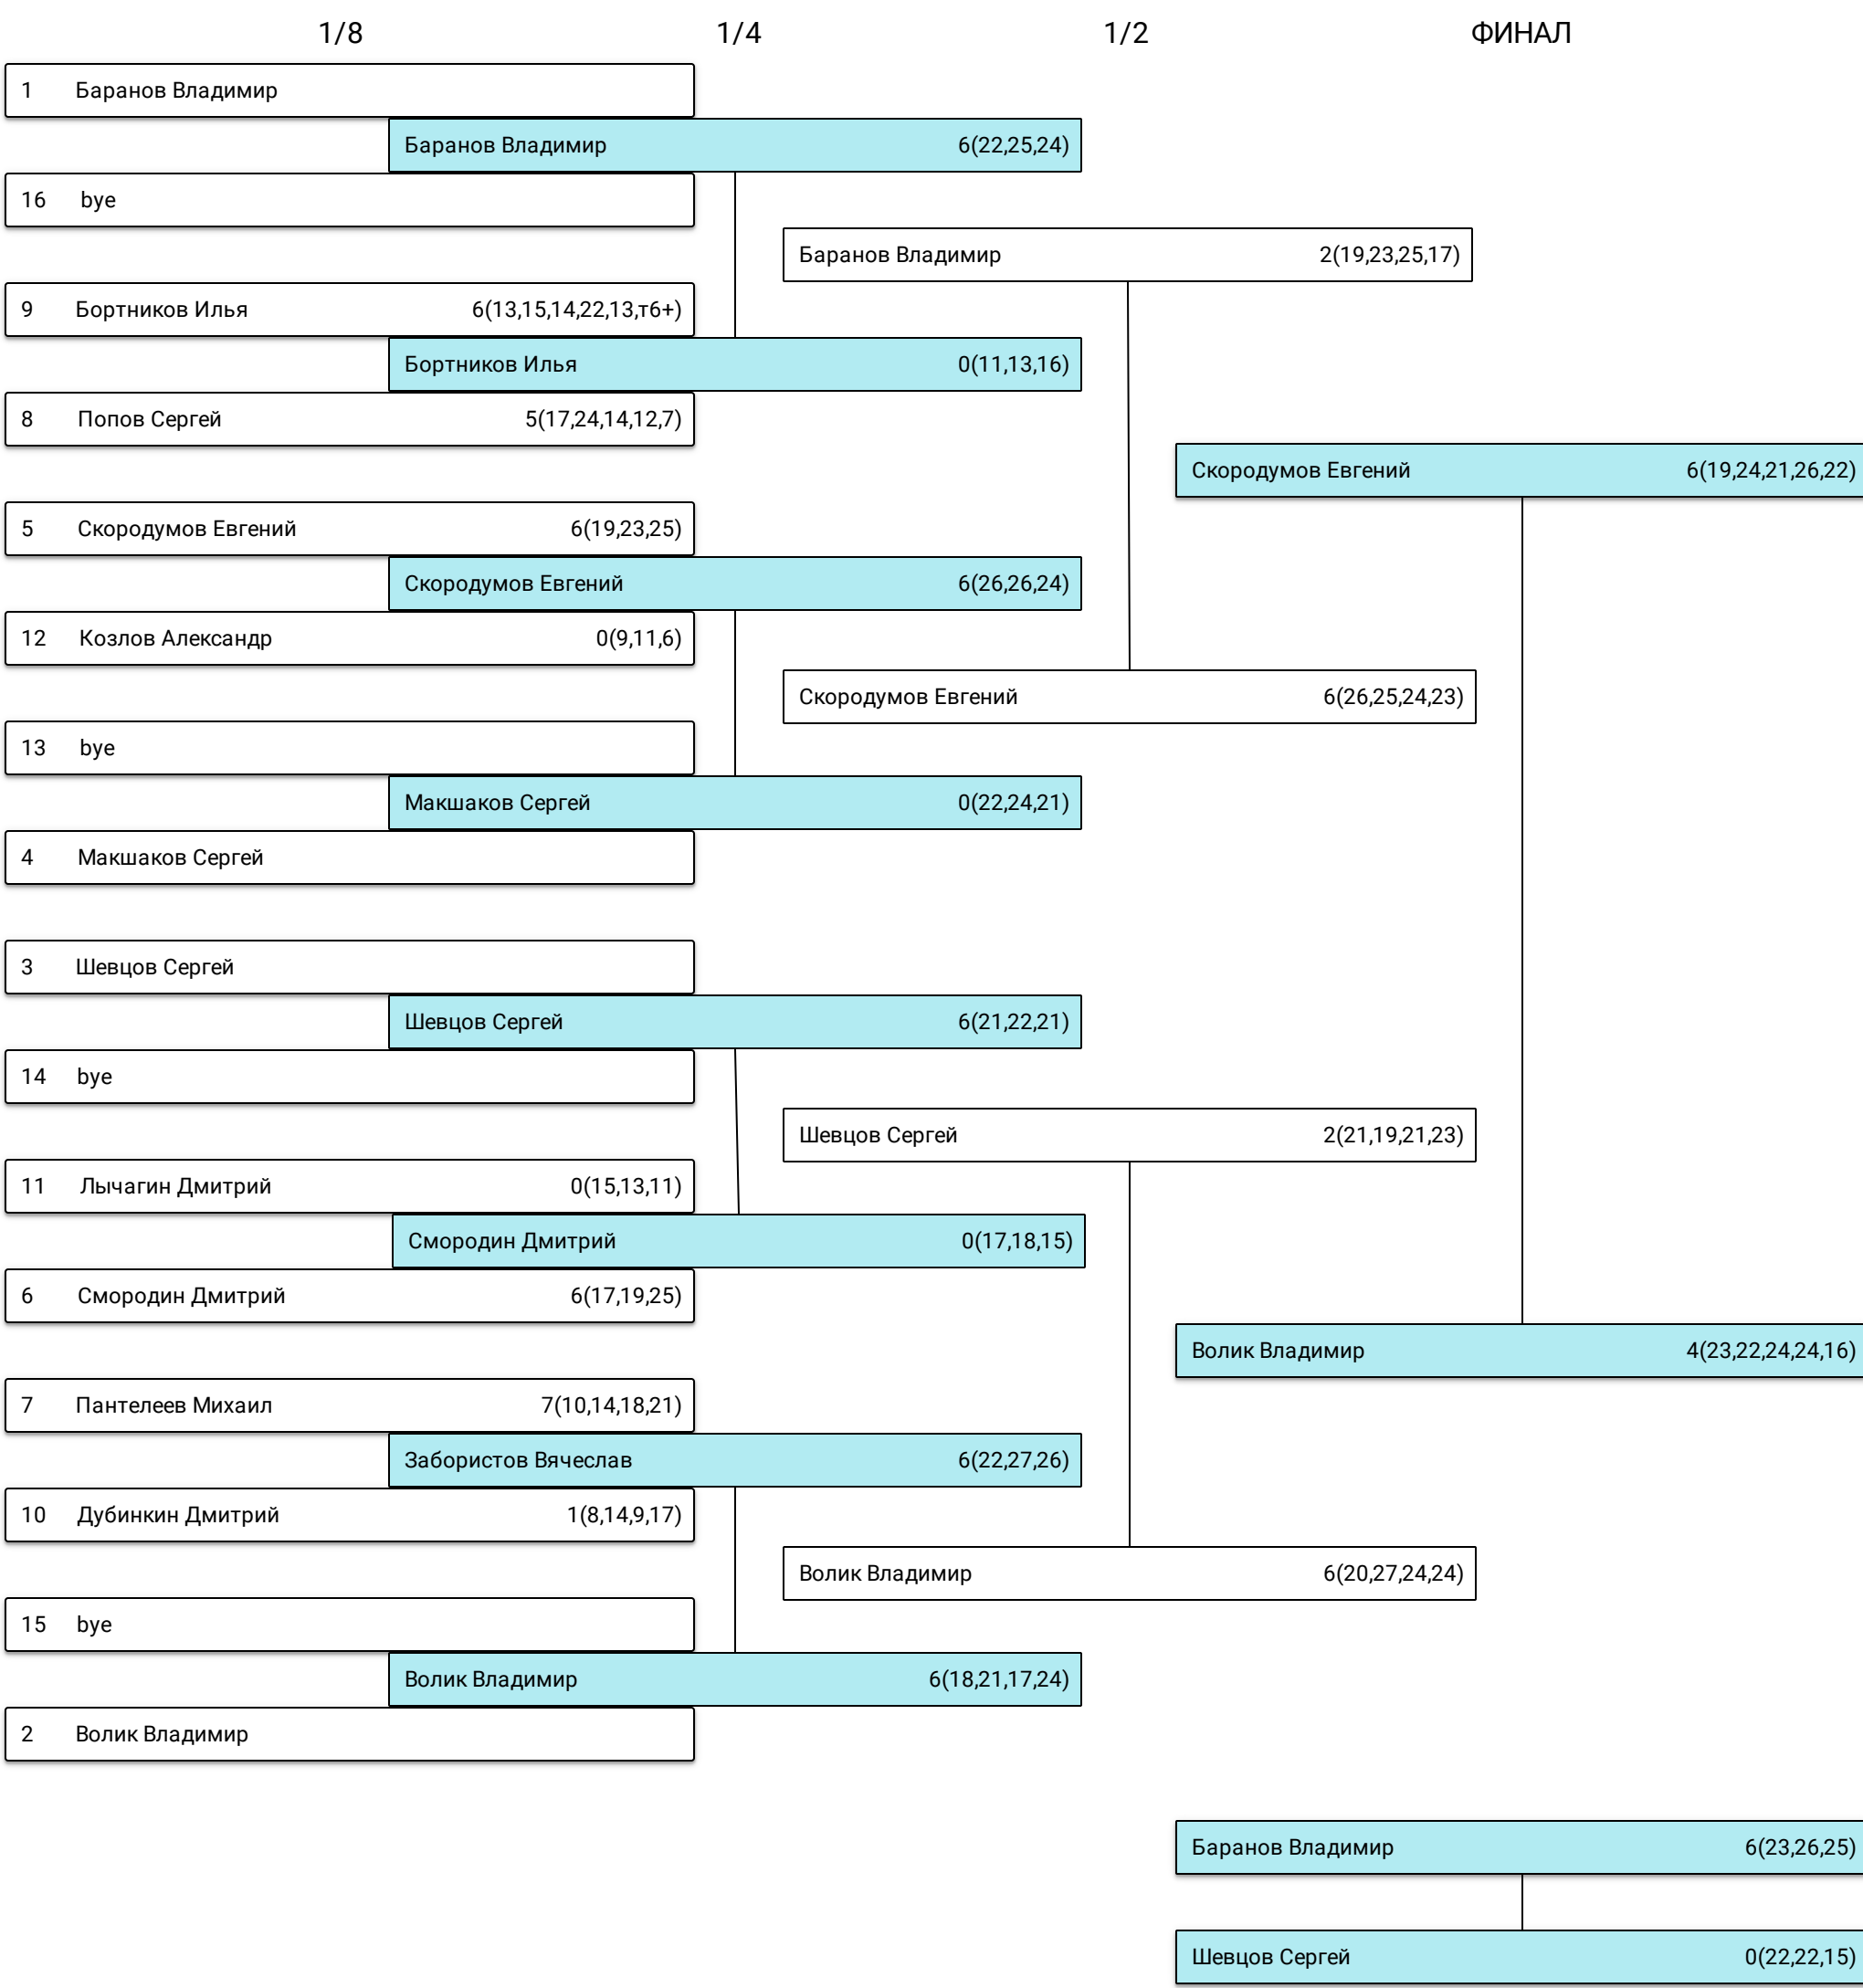 1/8 1/4 1/2 ФИНАЛ
1 Баранов Владимир
Баранов Владимир 6(22,25,24)
16 bye
Баранов Владимир 2(19,23,25,17)
9 Бортников Илья 6(13,15,14,22,13,т6+)
Бортников Илья 0(11,13,16)
8 Попов Сергей 5(17,24,14,12,7)
Скородумов Евгений 6(19,24,21,26,22)
5 Скородумов Евгений 6(19,23,25)
Скородумов Евгений 6(26,26,24)
12 Козлов Александр 0(9,11,6)
Скородумов Евгений 6(26,25,24,23)
13 bye
Макшаков Сергей 0(22,24,21)
4 Макшаков Сергей
3 Шевцов Сергей
Шевцов Сергей 6(21,22,21)
14 bye
Шевцов Сергей 2(21,19,21,23)
11 Лычагин Дмитрий 0(15,13,11)
Смородин Дмитрий 0(17,18,15)
6 Смородин Дмитрий 6(17,19,25)
Волик Владимир 4(23,22,24,24,16)
7 Пантелеев Михаил 7(10,14,18,21)
Забористов Вячеслав 6(22,27,26)
10 Дубинкин Дмитрий 1(8,14,9,17)
Волик Владимир 6(20,27,24,24)
15 bye
Волик Владимир 6(18,21,17,24)
2 Волик Владимир
Баранов Владимир 6(23,26,25)
Шевцов Сергей 0(22,22,15)